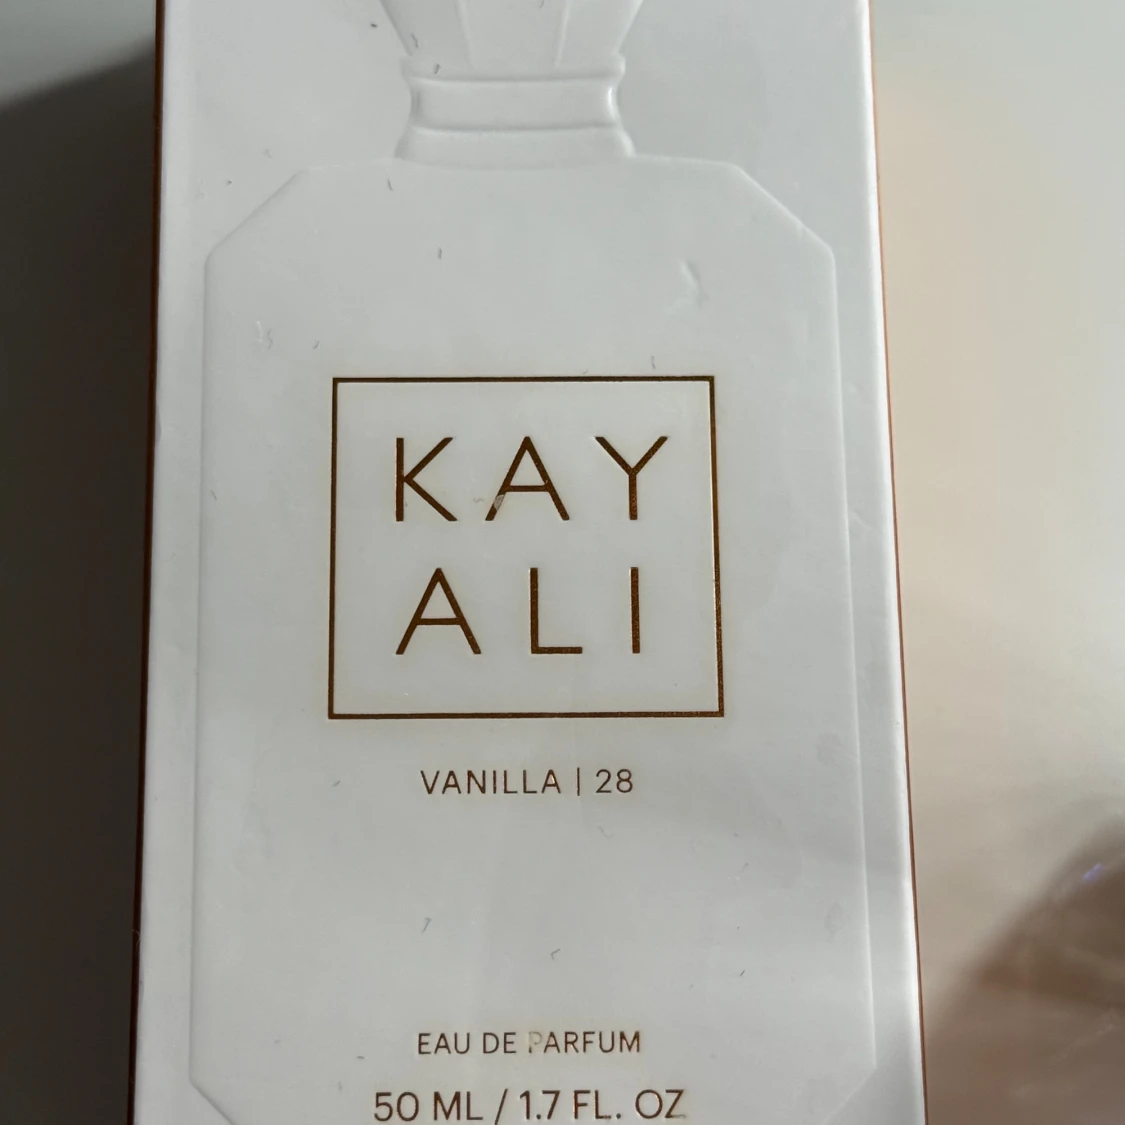 KAY
ALI
VANILLA | 28
EAU DE PARFUM
50 ML / 1.7 FL. OZ